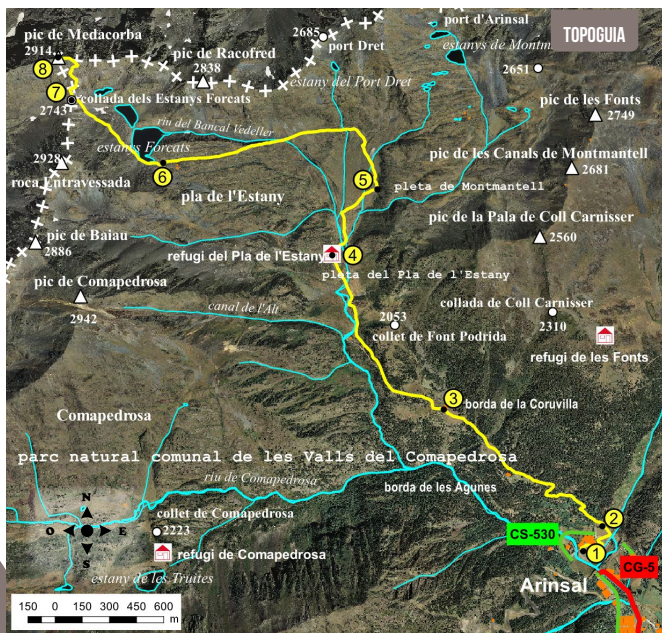 TOPOGUIA
pic de Medacorba
2914
pic de Racofred
2838
2685
port Dret
port d'Arinsal
estanys de Montm
2651
estany del Port Dret
8
7
collada dels Estanys Forcats
2743
riu del Bancal Vedeller
estanys Forcats
pic de les Fonts
2749
2928
roca Entravessada
6
pla de l'Estany
5
pleta de Montmantell
pic de les Canals de Montmantell
2681
pic de Baiau
2886
refugi del Pla de l'Estany
4
pleta del Pla de l'Estany
pic de la Pala de Coll Carnisser
2560
pic de Comapedrosa
2942
canal de l'Alt
2053
collet de Font Podrida
collada de Coll Carnisser
2310
refugi de les Fonts
3
borda de la Coruvilla
Comapedrosa
parc natural comunal de les Valls del Comapedrosa
riu de Comapedrosa
borda de les Agunes
N
O
E
S
collet de Comapedrosa
2223
refugi de Comapedrosa
estany de les Truites
2
CS-530
1
CG-5
Arinsal
150 0 150 300 450 600
m